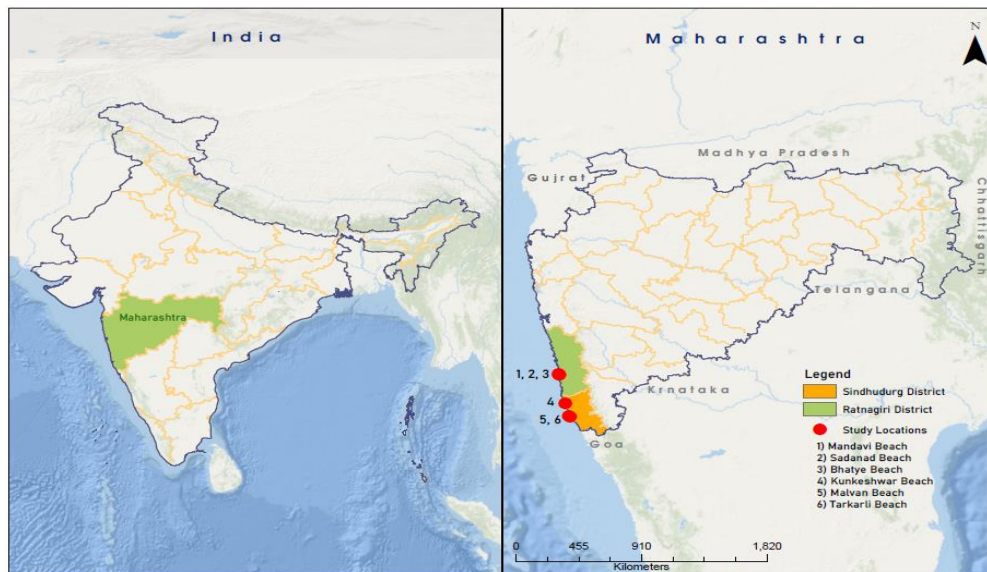 India
Maharashtra
Maharashtra
N
Madhya Pradesh
Gujrat
Chhattisgarh
Telangana
1, 2, 3
4
5, 6
Krnataka
Goa
Legend
Sindhudurg District
Ratnagiri District
Study Locations
1) Mandavi Beach
2) Sadanad Beach
3) Bhatye Beach
4) Kunkeshwar Beach
5) Malvan Beach
6) Tarkarli Beach
0 455 910 1,820
Kilometers